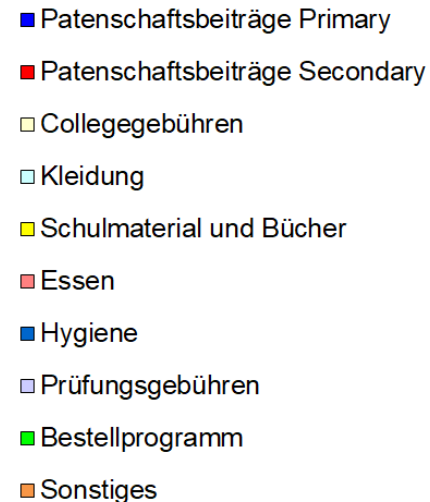 Patenschaftsbeiträge Primary
Patenschaftsbeiträge Secondary
Collegegebühren
Kleidung
Schulmaterial und Bücher
Essen
Hygiene
Prüfungsgebühren
Bestellprogramm
Sonstiges